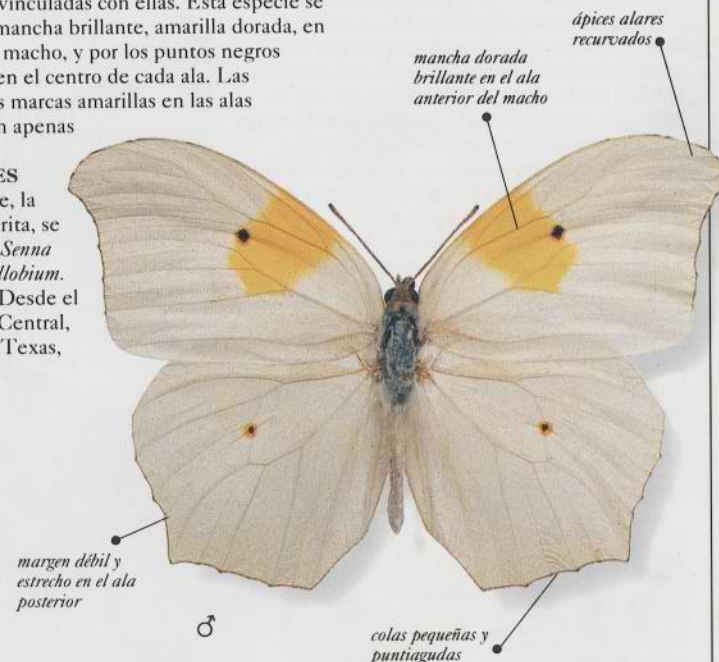 vinculadas con ellas. Esta especie se
mancha brillante, amarilla dorada, en
macho, y por los puntos negros
en el centro de cada ala. Las
s marcas amarillas en las alas
n apenas
ES
e, la
rita, se
Senna
llobium.
Desde el
Central,
Texas,
ápices alares
recurvados
mancha dorada
brillante en el ala
anterior del macho
margen débil y
estrecho en el ala
posterior
♂
colas pequeñas y
puntiagudas